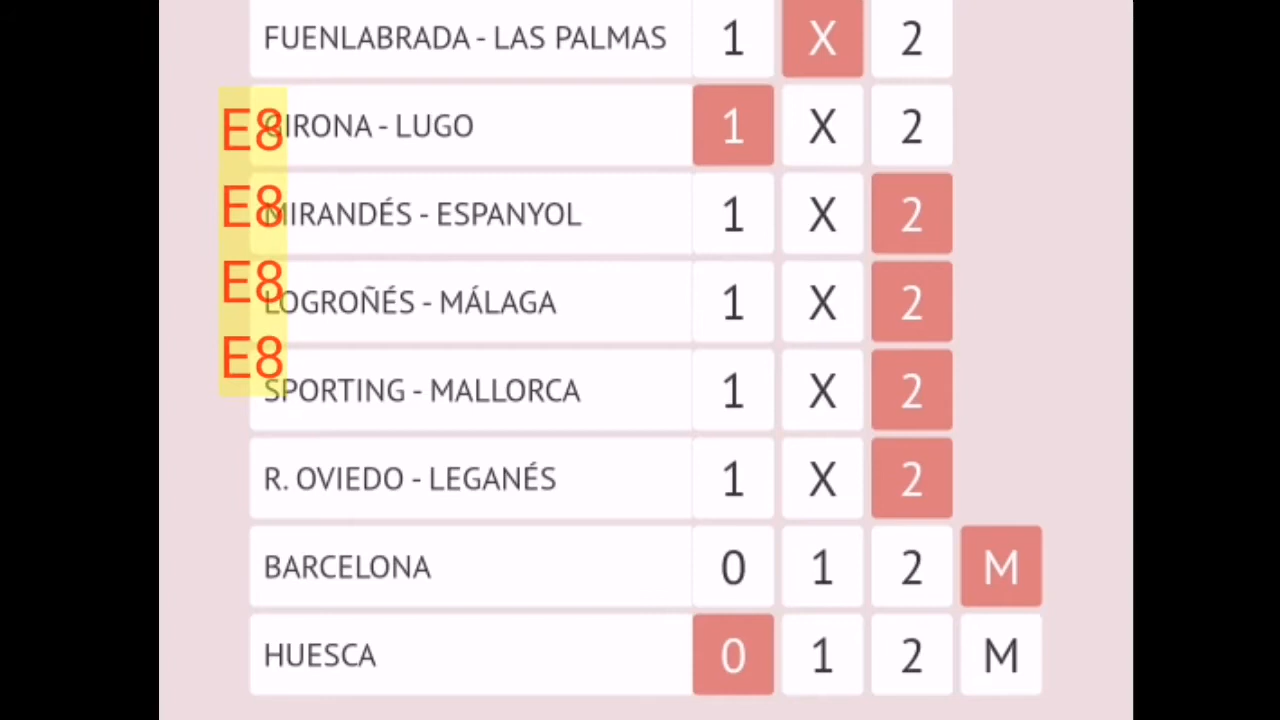 FUENLABRADA - LAS PALMAS 1 X 2
E8 GIRONA - LUGO 1 X 2
E8 MIRANDÉS - ESPANYOL 1 X 2
E8 LOGROÑÉS - MÁLAGA 1 X 2
E8 SPORTING - MALLORCA 1 X 2
R. OVIEDO - LEGANÉS 1 X 2
BARCELONA 0 1 2 M
HUESCA 0 1 2 M